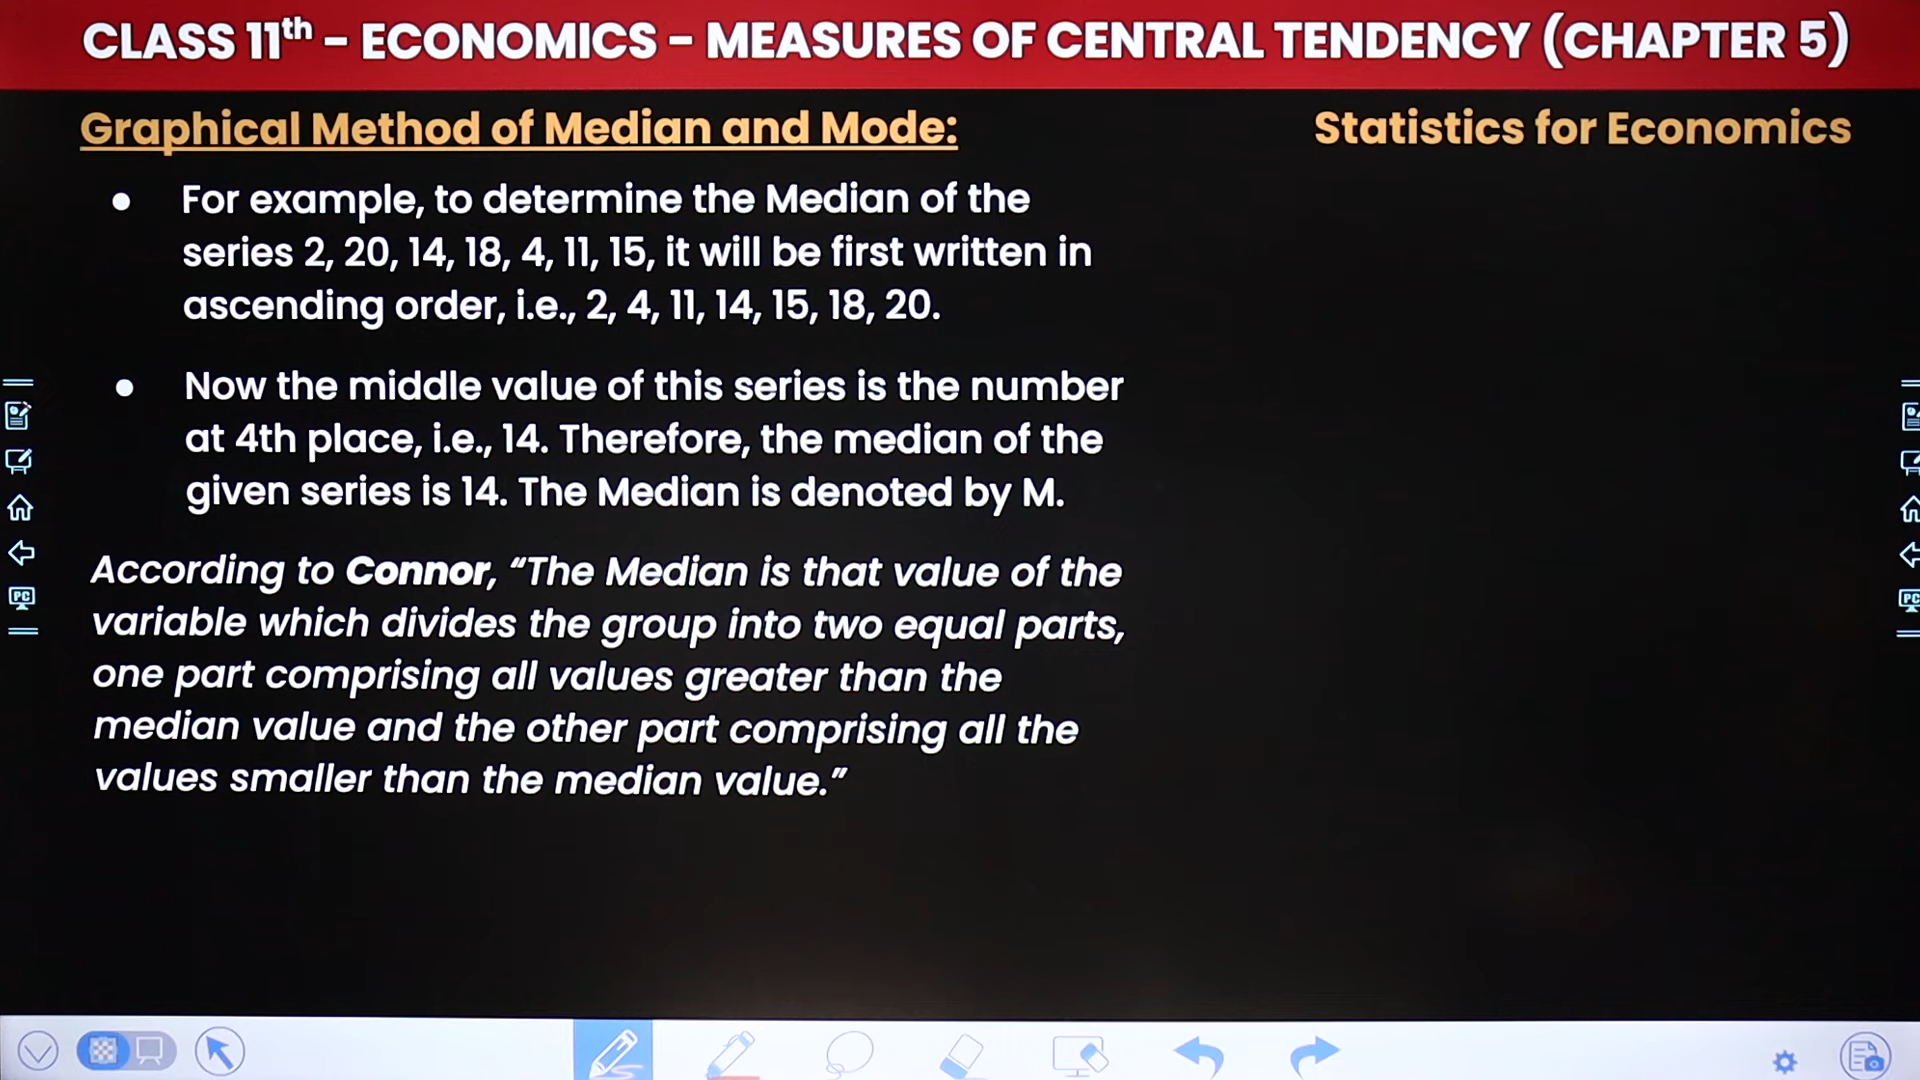 CLASS 11th - ECONOMICS - MEASURES OF CENTRAL TENDENCY (CHAPTER 5)
Graphical Method of Median and Mode:
Statistics for Economics
● For example, to determine the Median of the
series 2, 20, 14, 18, 4, 11, 15, it will be first written in
ascending order, i.e., 2, 4, 11, 14, 15, 18, 20.
● Now the middle value of this series is the number
at 4th place, i.e., 14. Therefore, the median of the
given series is 14. The Median is denoted by M.
According to Connor, “The Median is that value of the
variable which divides the group into two equal parts,
one part comprising all values greater than the
median value and the other part comprising all the
values smaller than the median value.”
PC
PC